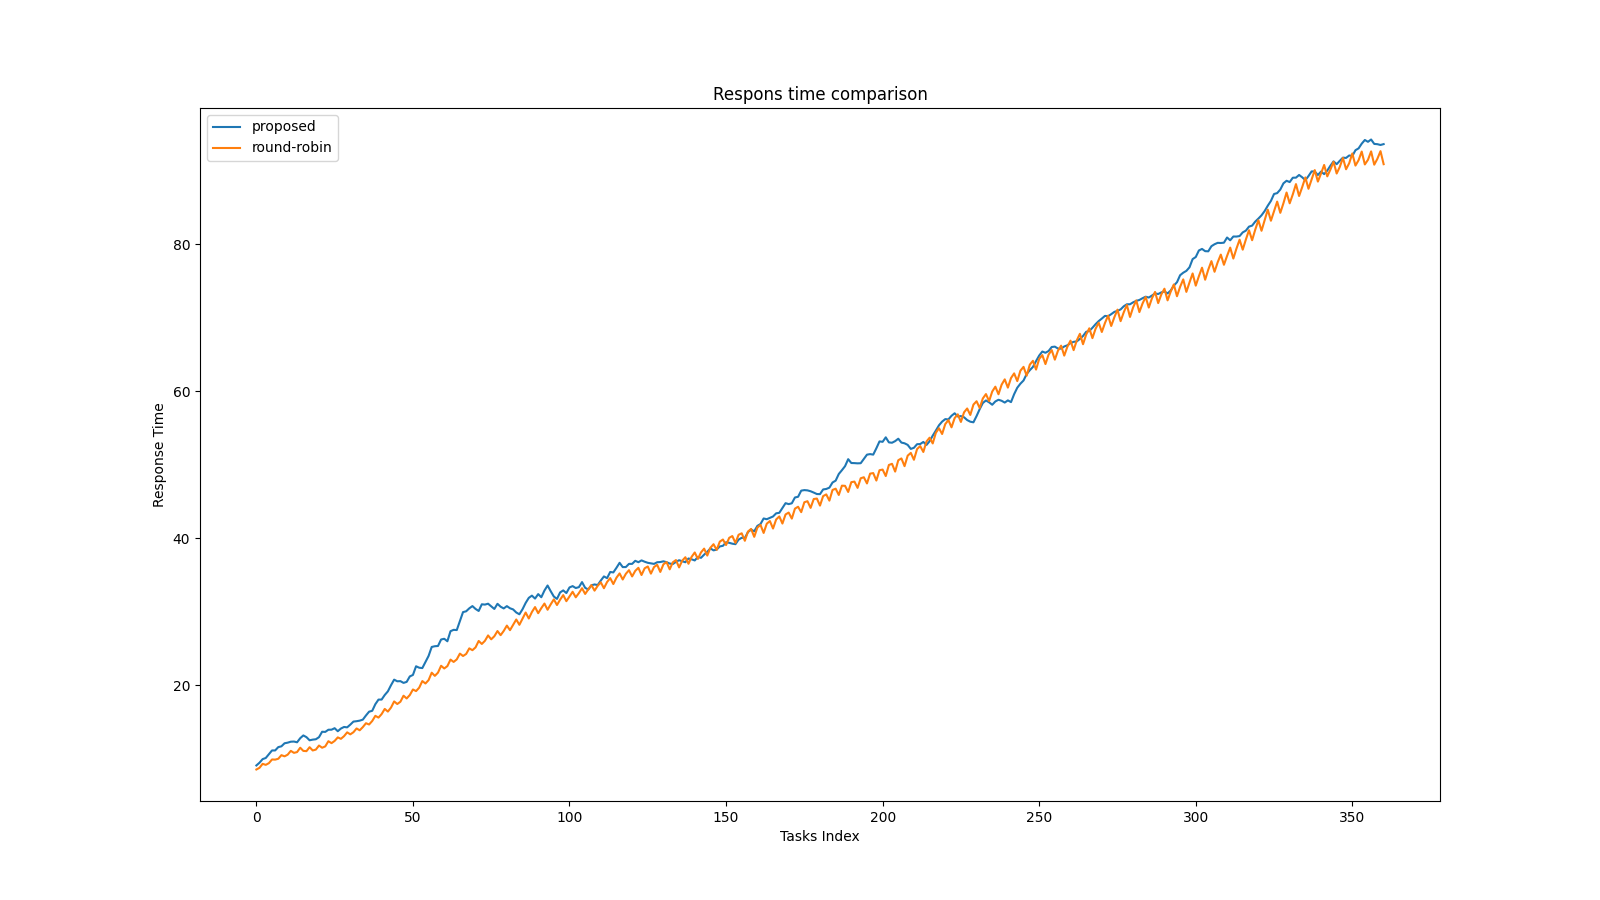 Respons time comparison
proposed
round-robin
80
60
40
20
Response Time
0 50 100 150 200 250 300 350
Tasks Index